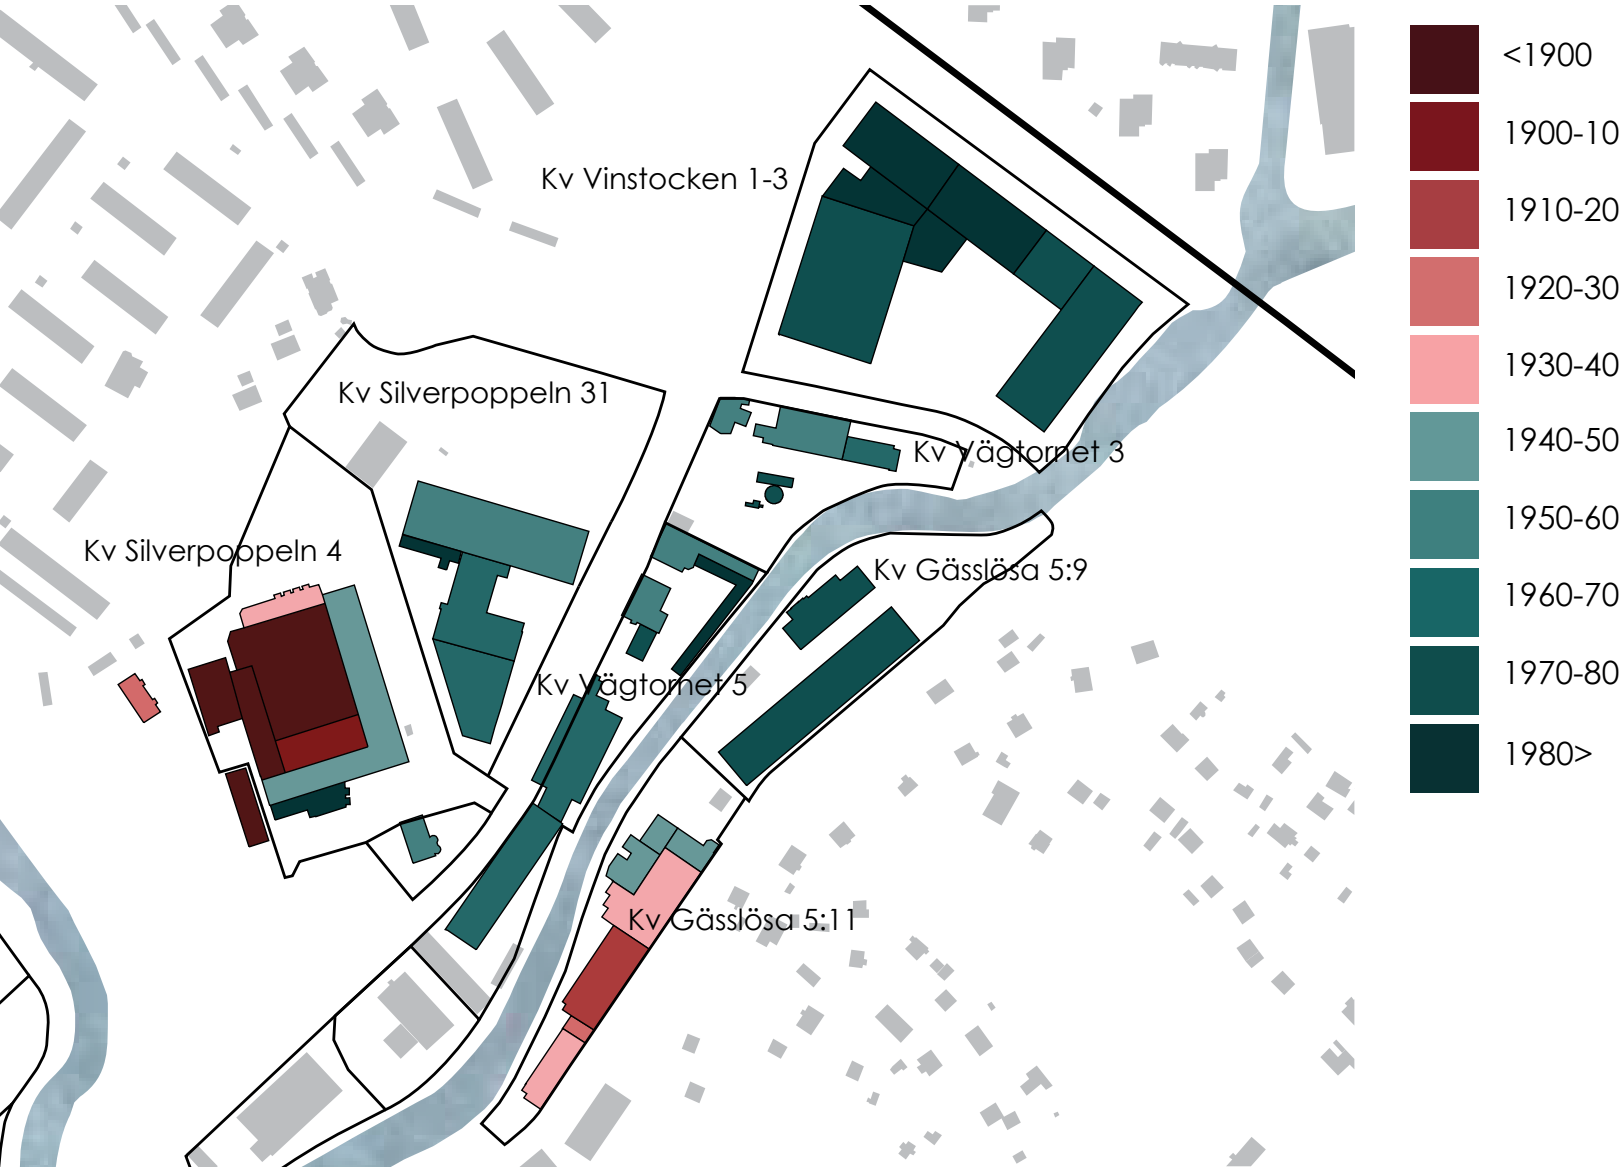 <1900
1900-10
1910-20
1920-30
1930-40
1940-50
1950-60
1960-70
1970-80
1980>
Kv Vinstocken 1-3
Kv Silverpoppeln 31
Kv Vägtornet 3
Kv Silverpoppeln 4
Kv Gässlösa 5:9
Kv Vägtornet 5
Kv Gässlösa 5:11